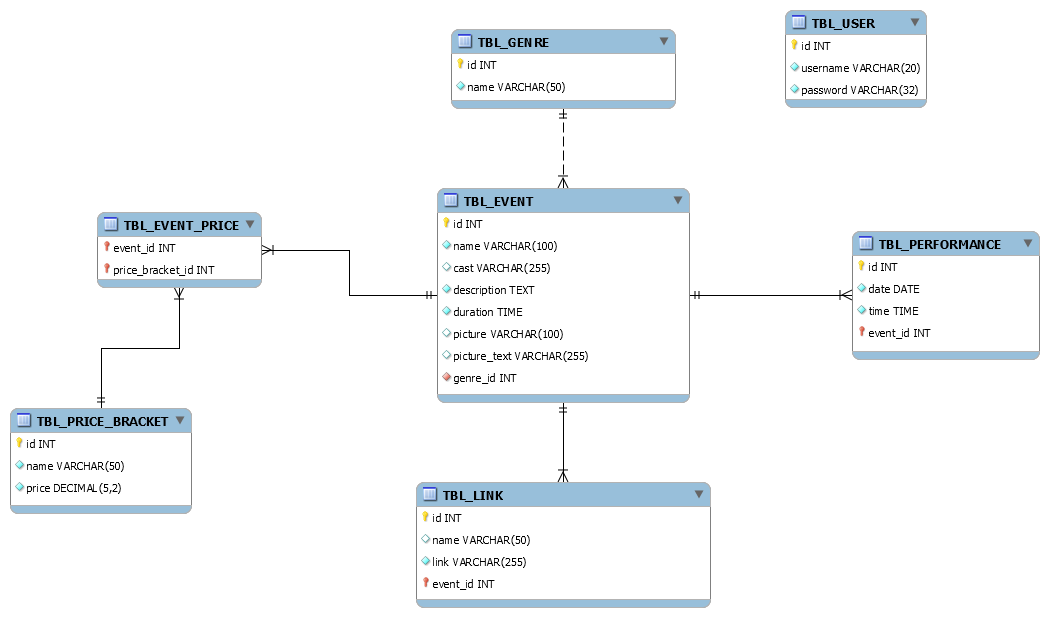 TBL_GENRE
id INT
name VARCHAR(50)
TBL_USER
id INT
username VARCHAR(20)
password VARCHAR(32)
TBL_EVENT
id INT
name VARCHAR(100)
cast VARCHAR(255)
description TEXT
duration TIME
picture VARCHAR(100)
picture_text VARCHAR(255)
genre_id INT
TBL_EVENT_PRICE
event_id INT
price_bracket_id INT
TBL_PERFORMANCE
id INT
date DATE
time TIME
event_id INT
TBL_PRICE_BRACKET
id INT
name VARCHAR(50)
price DECIMAL(5,2)
TBL_LINK
id INT
name VARCHAR(50)
link VARCHAR(255)
event_id INT